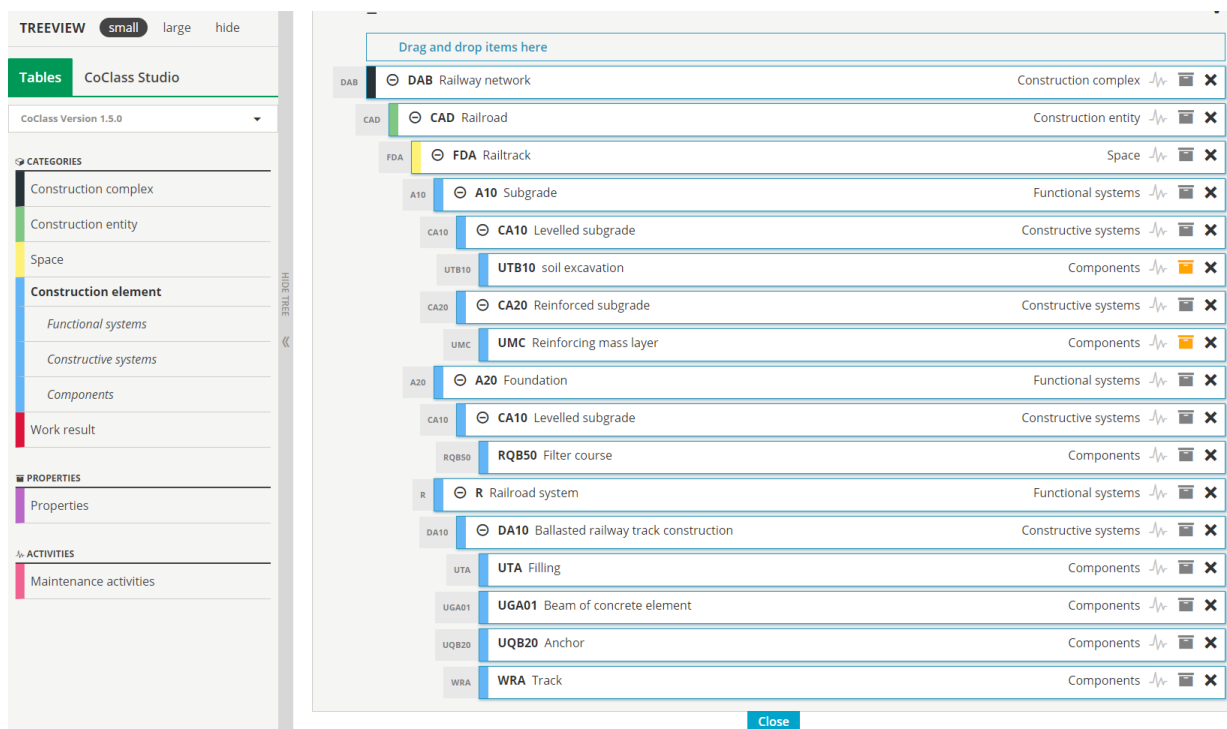 TREEVIEW small large hide
Tables CoClass Studio
CoClass Version 1.5.0
CATEGORIES
Construction complex
Construction entity
Space
Construction element
Functional systems
Constructive systems
Components
Work result
PROPERTIES
Properties
ACTIVITIES
Maintenance activities
HIDE TREE
Drag and drop items here
DAB DAB Railway network Construction complex
CAD CAD Railroad Construction entity
FDA FDA Railtrack Space
A10 A10 Subgrade Functional systems
CA10 CA10 Levelled subgrade Constructive systems
UTB10 UTB10 soil excavation Components
CA20 CA20 Reinforced subgrade Constructive systems
UMC UMC Reinforcing mass layer Components
A20 A20 Foundation Functional systems
CA10 CA10 Levelled subgrade Constructive systems
RQB50 RQB50 Filter course Components
R R Railroad system Functional systems
DA10 DA10 Ballasted railway track construction Constructive systems
UTA UTA Filling Components
UGA01 UGA01 Beam of concrete element Components
UQB20 UQB20 Anchor Components
WRA WRA Track Components
Close